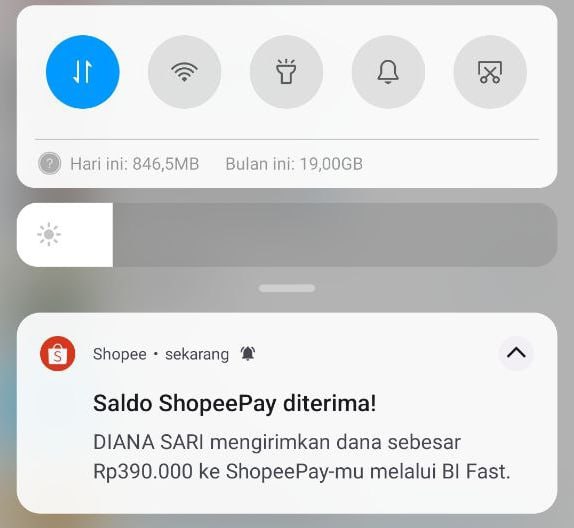 Hari ini: 846,5MB Bulan ini: 19,00GB
Shopee • sekarang
Saldo ShopeePay diterima!
DIANA SARI mengirimkan dana sebesar
Rp390.000 ke ShopeePay-mu melalui BI Fast.